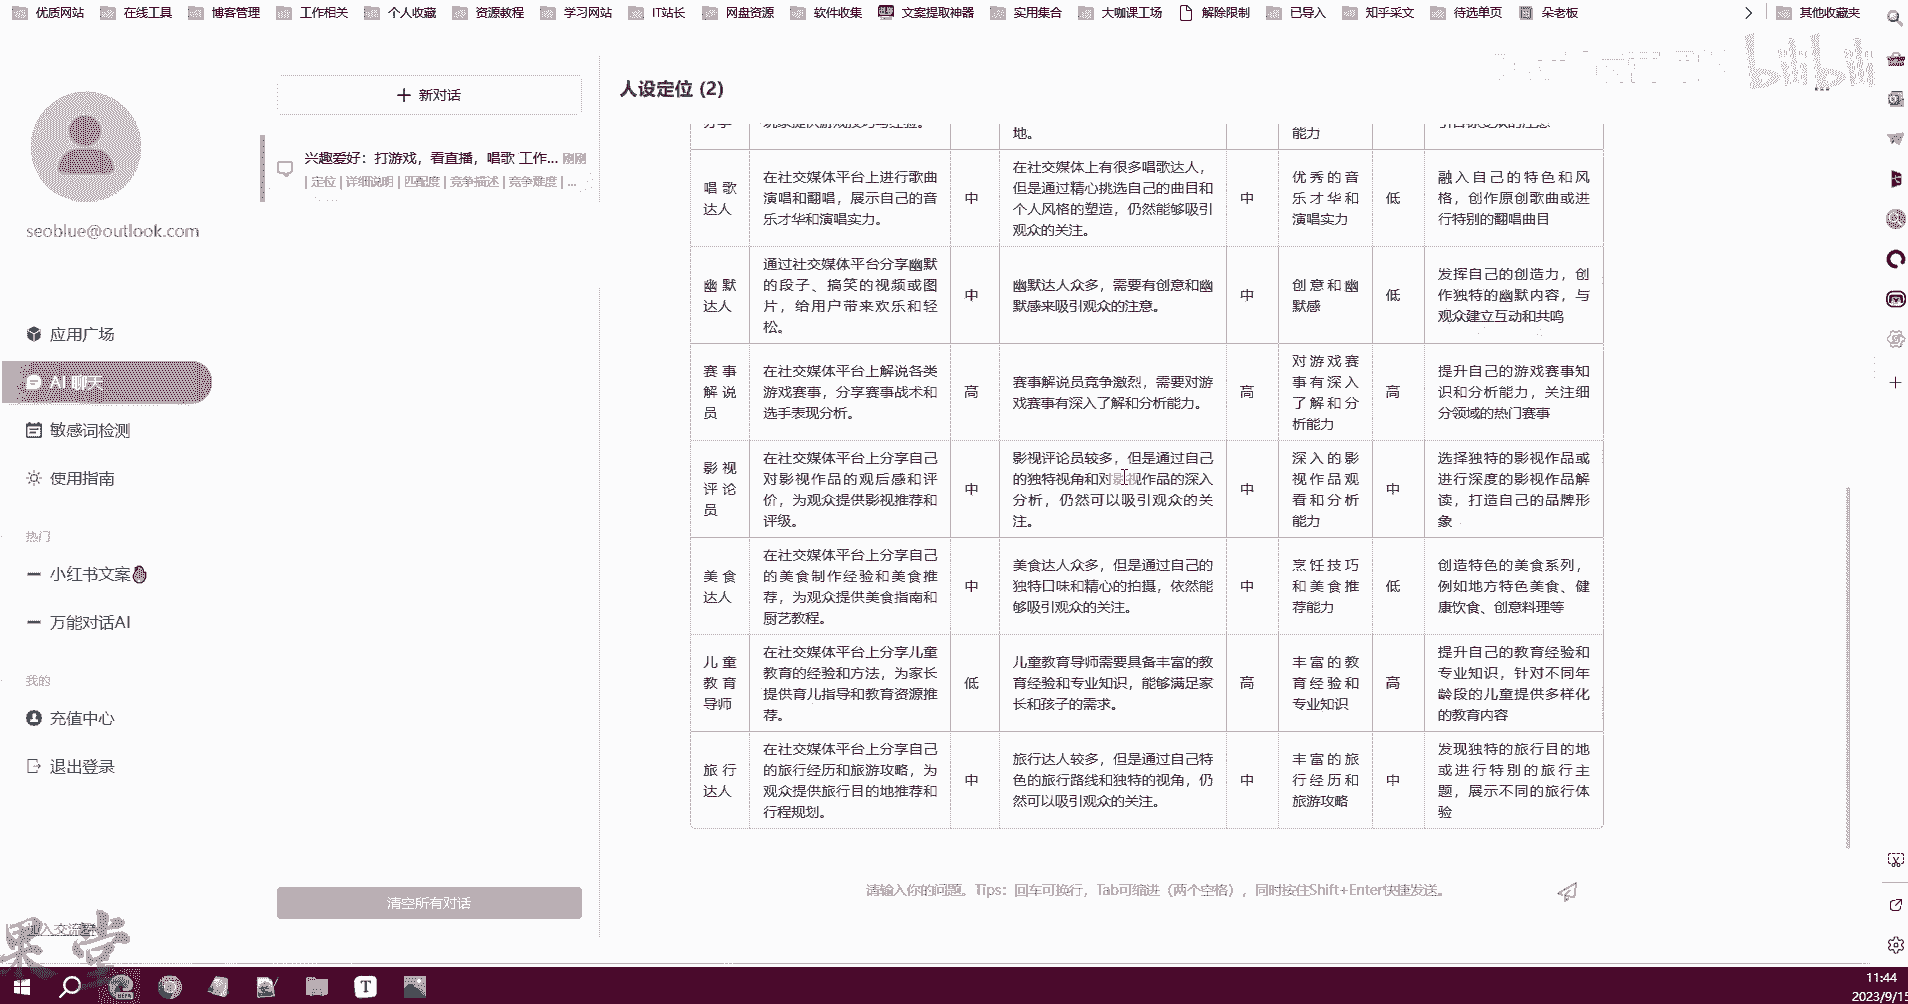 优质网站 在线工具 博客管理 工作相关 个人收藏 资源教程 学习网站 IT站长 网盘资源 软件收集 文案提取神器 实用集合 大咖课工场 解除限制 已导入 知乎采文 待选单页 朵老板 其他收藏夹
bilibili
seoblue@outlook.com
应用广场
AI 聊天
敏感词检测
使用指南
热门
小红书文案
万能对话AI
我的
充值中心
退出登录
加入交流群
果 堂
+ 新对话
兴趣爱好：打游戏，看直播，唱歌 工作... 刚刚
| 定位 | 详细说明 | 匹配度 | 竞争描述 | 竞争难度 | ...
清空所有对话
人设定位 (2)
地。
能力
唱歌
达人
在社交媒体平台上进行歌曲
演唱和翻唱，展示自己的音
乐才华和演唱实力。
中
在社交媒体上有很多唱歌达人，
但是通过精心挑选自己的曲目和
个人风格的塑造，仍然能够吸引
观众的关注。
中
优秀的音
乐才华和
演唱实力
低
融入自己的特色和风
格，创作原创歌曲或进
行特别的翻唱曲目
幽默
达人
通过社交媒体平台分享幽默
的段子、搞笑的视频或图
片，给用户带来欢乐和轻
松。
中
幽默达人众多，需要有创意和幽
默感来吸引观众的注意。
中
创意和幽
默感
低
发挥自己的创造力，创
作独特的幽默内容，与
观众建立互动和共鸣
赛事
解说
员
在社交媒体平台上解说各类
游戏赛事，分享赛事战术和
选手表现分析。
高
赛事解说员竞争激烈，需要对游
戏赛事有深入了解和分析能力。
高
对游戏赛
事有深入
了解和分
析能力
高
提升自己的游戏赛事知
识和分析能力，关注细
分领域的热门赛事
影视
评论
员
在社交媒体平台上分享自己
对影视作品的观后感和评
价，为观众提供影视推荐和
评级。
中
影视评论员较多，但是通过自己
的独特视角和对影视作品的深入
分析，仍然可以吸引观众的关
注。
中
深入的影
视作品观
看和分析
能力
中
选择独特的影视作品或
进行深度的影视作品解
读，打造自己的品牌形
象
美食
达人
在社交媒体平台上分享自己
的美食制作经验和美食推
荐，为观众提供美食指南和
厨艺教程。
中
美食达人众多，但是通过自己的
独特口味和精心的拍摄，依然能
够吸引观众的关注。
中
烹饪技巧
和美食推
荐能力
低
创造特色的美食系列，
例如地方特色美食、健
康饮食、创意料理等
儿童
教育
导师
在社交媒体平台上分享儿童
教育的经验和方法，为家长
提供育儿指导和教育资源推
荐。
低
儿童教育导师需要具备丰富的教
育经验和专业知识，能够满足家
长和孩子的需求。
高
丰富的教
育经验和
专业知识
高
提升自己的教育经验和
专业知识，针对不同年
龄段的儿童提供多样化
的教育内容
旅行
达人
在社交媒体平台上分享自己
的旅行经历和旅游攻略，为
观众提供旅行目的地推荐和
行程规划。
中
旅行达人较多，但是通过自己特
色的旅行路线和独特的视角，仍
然可以吸引观众的关注。
中
丰富的旅
行经历和
旅游攻略
中
发现独特的旅行目的地
或进行特别的旅行主
题，展示不同的旅行体
验
请输入你的问题。Tips：回车可换行，Tab可缩进（两个空格），同时按住Shift+Enter快捷发送。
11:44
2023/9/15